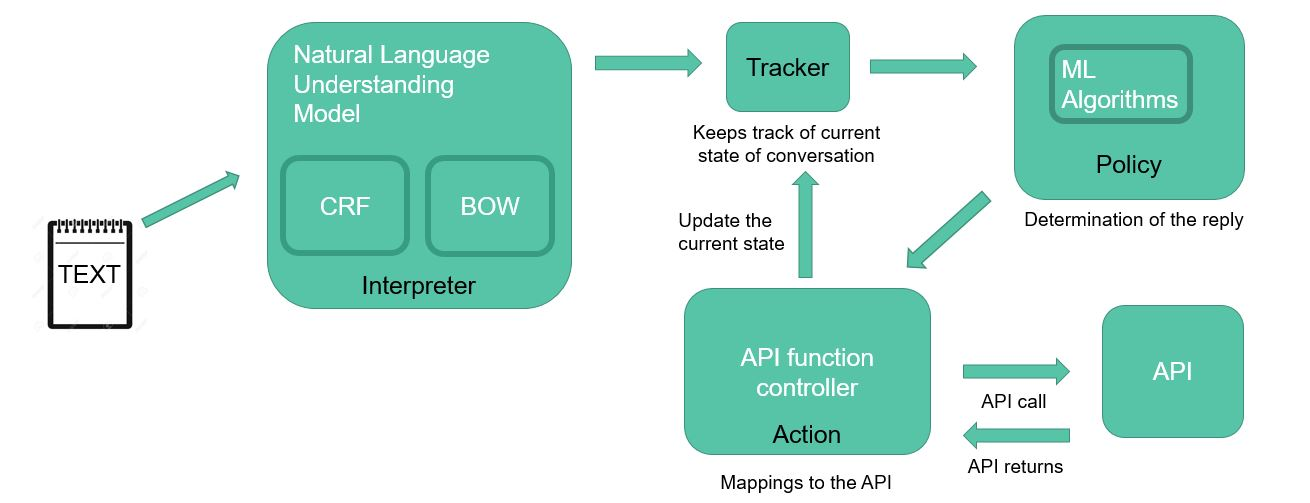 TEXT
Natural Language
Understanding
Model
CRF
BOW
Interpreter
Tracker
Keeps track of current
state of conversation
ML
Algorithms
Policy
Determination of the reply
Update the
current state
API function
controller
Action
Mappings to the API
API call
API returns
API